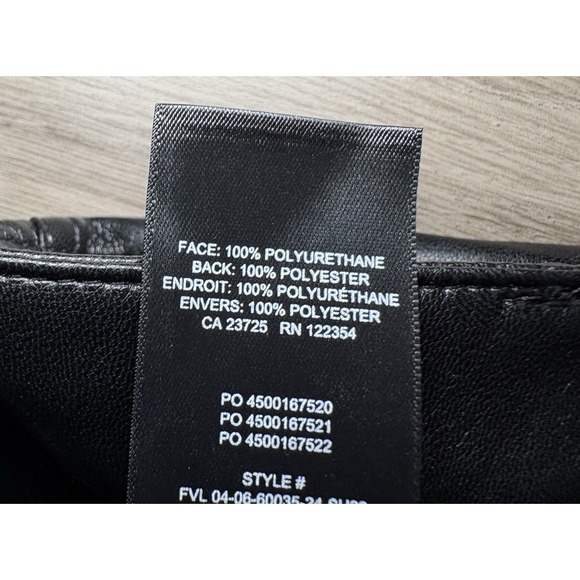 FACE: 100% POLYURETHANE
BACK: 100% POLYESTER
ENDROIT: 100% POLYURÉTHANE
ENVERS: 100% POLYESTER
CA 23725 RN 122354
PO 4500167520
PO 4500167521
PO 4500167522
STYLE #
FVL 04-06-60035-24